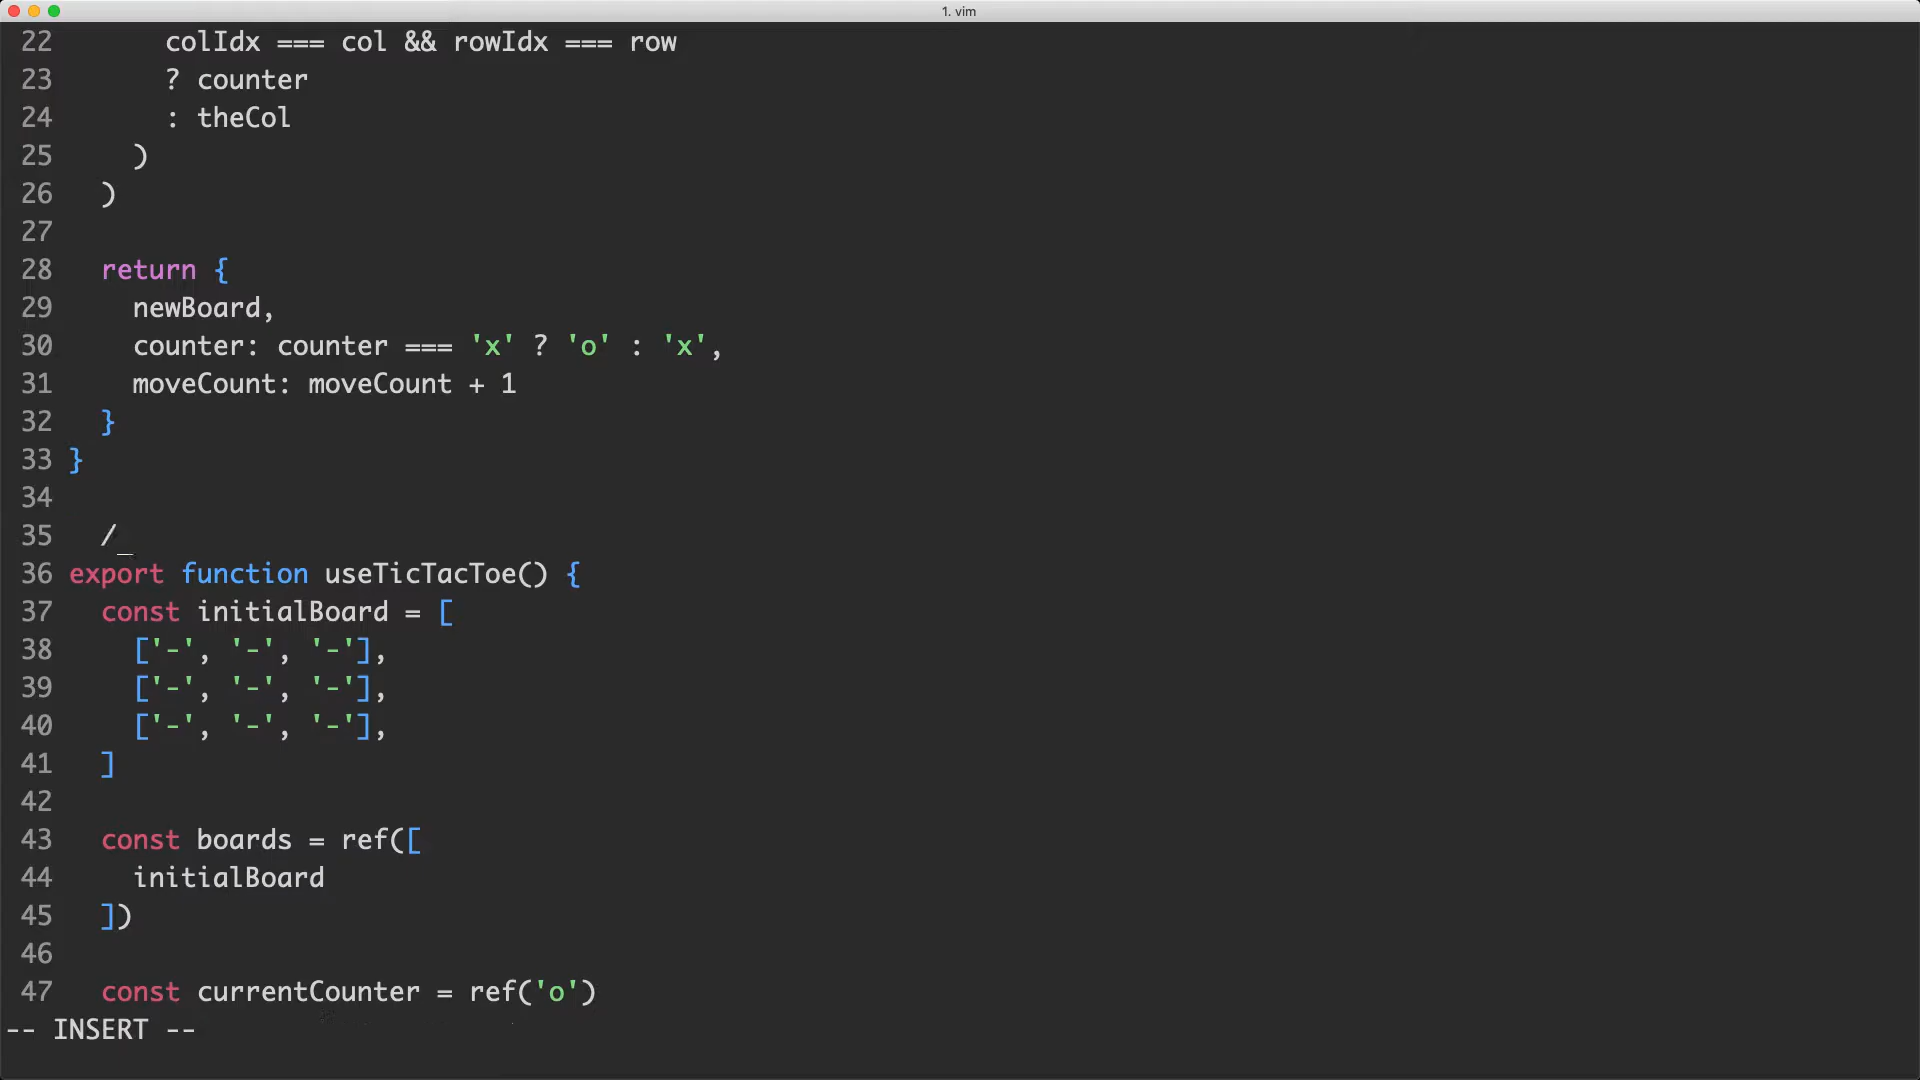 1. vim
22       colIdx === col && rowIdx === row
23       ? counter
24       : theCol
25     )
26   )
27
28   return {
29     newBoard,
30     counter: counter === 'x' ? 'o' : 'x',
31     moveCount: moveCount + 1
32   }
33 }
34
35   /
36 export function useTicTacToe() {
37   const initialBoard = [
38     ['-', '-', '-'],
39     ['-', '-', '-'],
40     ['-', '-', '-'],
41   ]
42
43   const boards = ref([
44     initialBoard
45   ])
46
47   const currentCounter = ref('o')
-- INSERT --